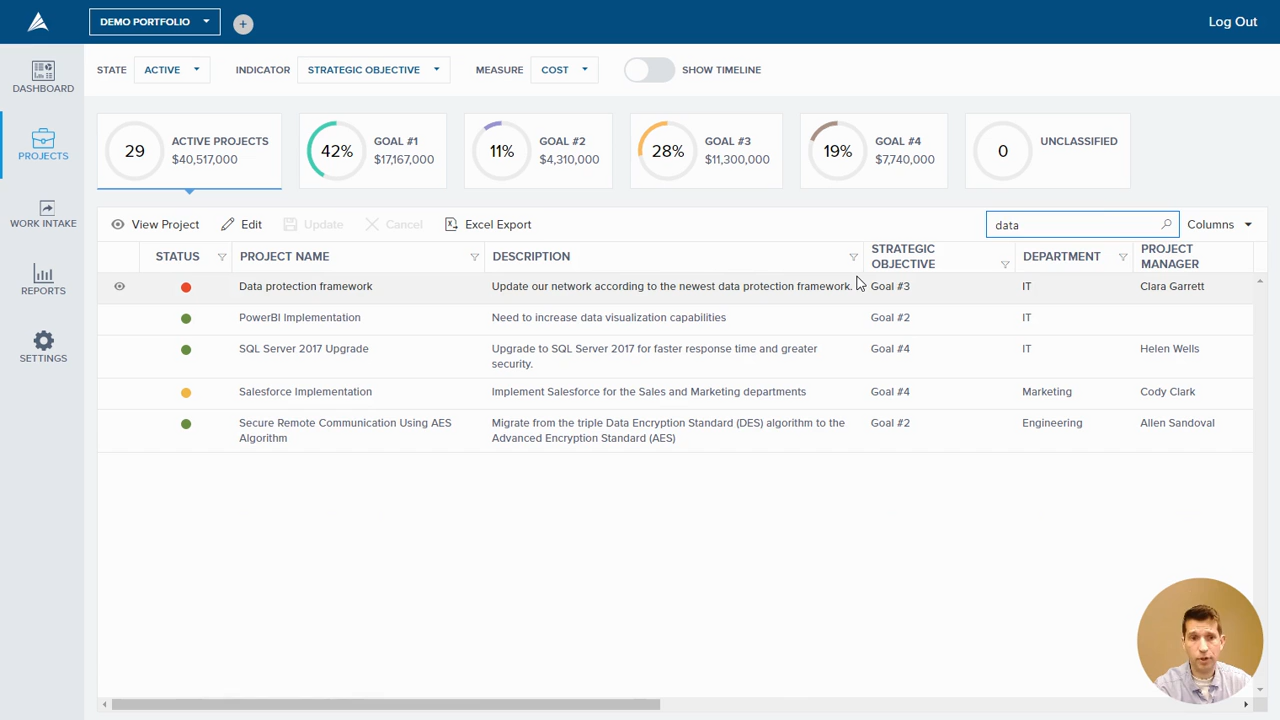 DEMO PORTFOLIO
Log Out
DASHBOARD
PROJECTS
WORK INTAKE
REPORTS
SETTINGS
STATE ACTIVE INDICATOR STRATEGIC OBJECTIVE MEASURE COST SHOW TIMELINE
29 ACTIVE PROJECTS $40,517,000
42% GOAL #1 $17,167,000
11% GOAL #2 $4,310,000
28% GOAL #3 $11,300,000
19% GOAL #4 $7,740,000
0 UNCLASSIFIED
View Project Edit Update Cancel Excel Export data Columns
STATUS PROJECT NAME DESCRIPTION STRATEGIC OBJECTIVE DEPARTMENT PROJECT MANAGER
Data protection framework Update our network according to the newest data protection framework. Goal #3 IT Clara Garrett
PowerBI Implementation Need to increase data visualization capabilities Goal #2 IT
SQL Server 2017 Upgrade Upgrade to SQL Server 2017 for faster response time and greater security. Goal #4 IT Helen Wells
Salesforce Implementation Implement Salesforce for the Sales and Marketing departments Goal #4 Marketing Cody Clark
Secure Remote Communication Using AES Algorithm Migrate from the triple Data Encryption Standard (DES) algorithm to the Advanced Encryption Standard (AES) Goal #2 Engineering Allen Sandoval